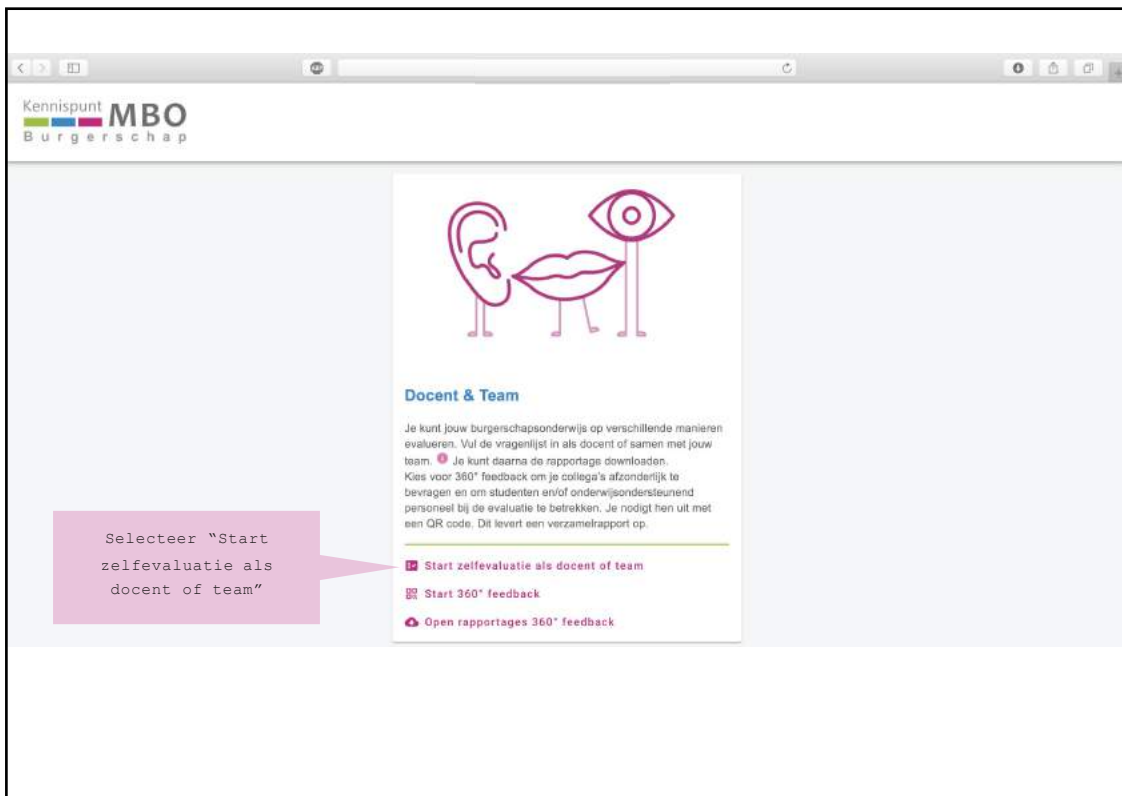 Kennispunt
MBO
Burgerschap
Docent & Team
Je kunt jouw burgerschapsonderwijs op verschillende manieren
evalueren. Vul de vragenlijst in als docent of samen met jouw
team. i Je kunt daarna de rapportage downloaden.
Kies voor 360° feedback om je collega's afzonderlijk te
bevragen en om studenten en/of onderwijsondersteunend
personeel bij de evaluatie te betrekken. Je nodigt hen uit met
een QR code. Dit levert een verzamelrapport op.
Selecteer “Start
zelfevaluatie als
docent of team”
Start zelfevaluatie als docent of team
Start 360° feedback
Open rapportages 360° feedback